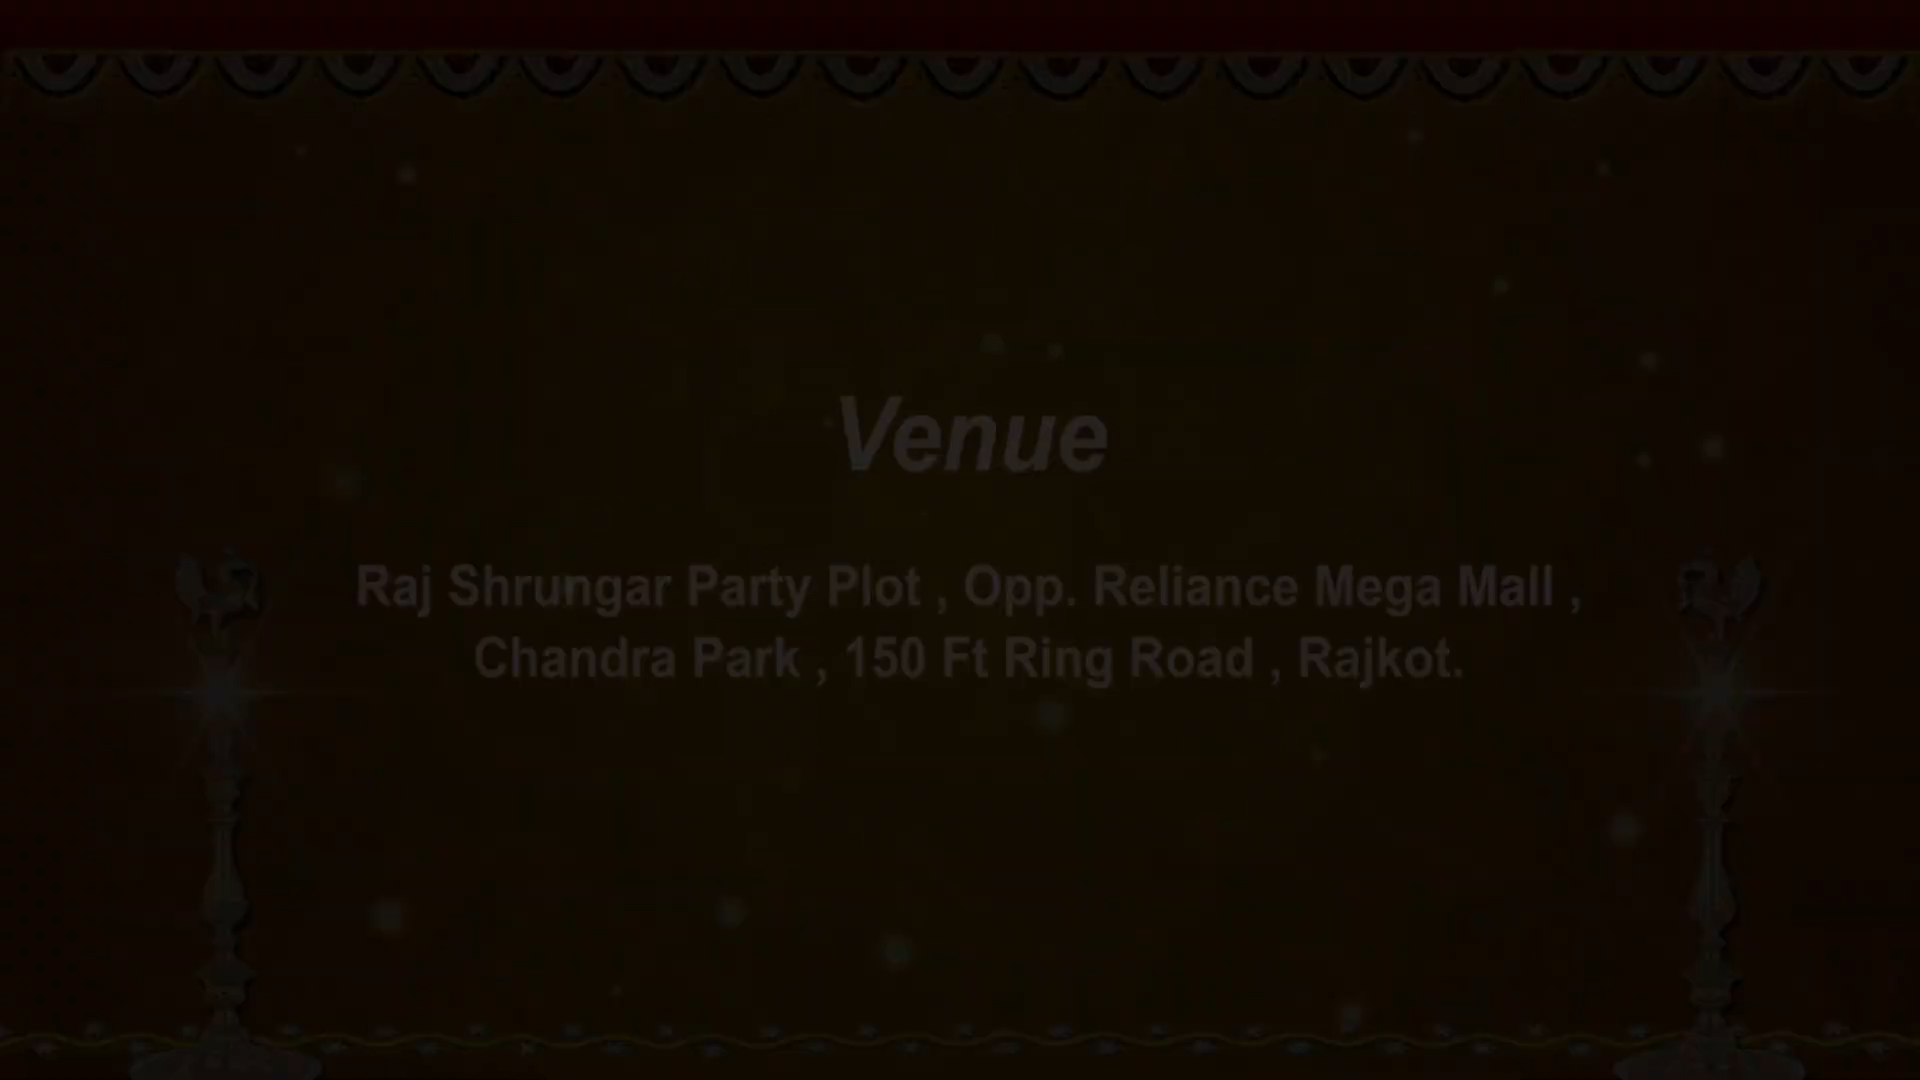 Venue
Raj Shrungar Party Plot , Opp. Reliance Mega Mall ,
Chandra Park , 150 Ft Ring Road , Rajkot.